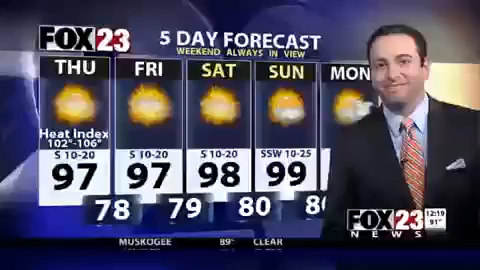 FOX23
5 DAY FORECAST
WEEKEND ALWAYS IN VIEW
THU FRI SAT SUN MON
Heat Index
102°-106°
S 10-20 S 10-20 S 10-20 SSW 10-25
97 97 98 99
78 79 80 80
FOX23
NEWS
12:19
91°
MUSKOGEE 89° CLEAR